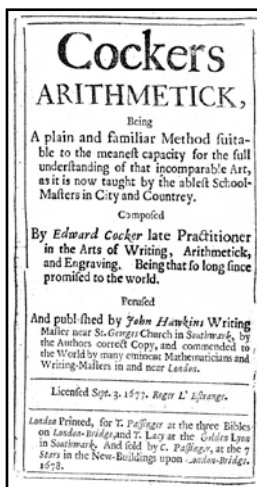 Cockers
ARITHMETICK,
Being
A plain and familiar Method suita-
ble to the meanest capacity for the full
understanding of that incomparable Art,
as it is now taught by the ablest School-
Masters in City and Countrey.
Composed
By Edward Cocker late Practitioner
in the Arts of Writing, Arithmetick,
and Engraving. Being that so long since
promised to the world.
Perused
And published by John Hawkins Writing
Master near St. Georges Church in Southwark, by
the Authors correct Copy, and commended to
the World by many eminent Mathematicians and
Writing-Masters in and near London.
Licensed Sept. 3. 1677. Roger L' Estrange.
London Printed, for T. Passinger at the three Bibles
on London-Bridge, and T. Lacy at the Golden Lyon
in Southwark. And sold by C. Passinger, at the 7
Stars in the New-Buildings upon London-Bridge.
1678.